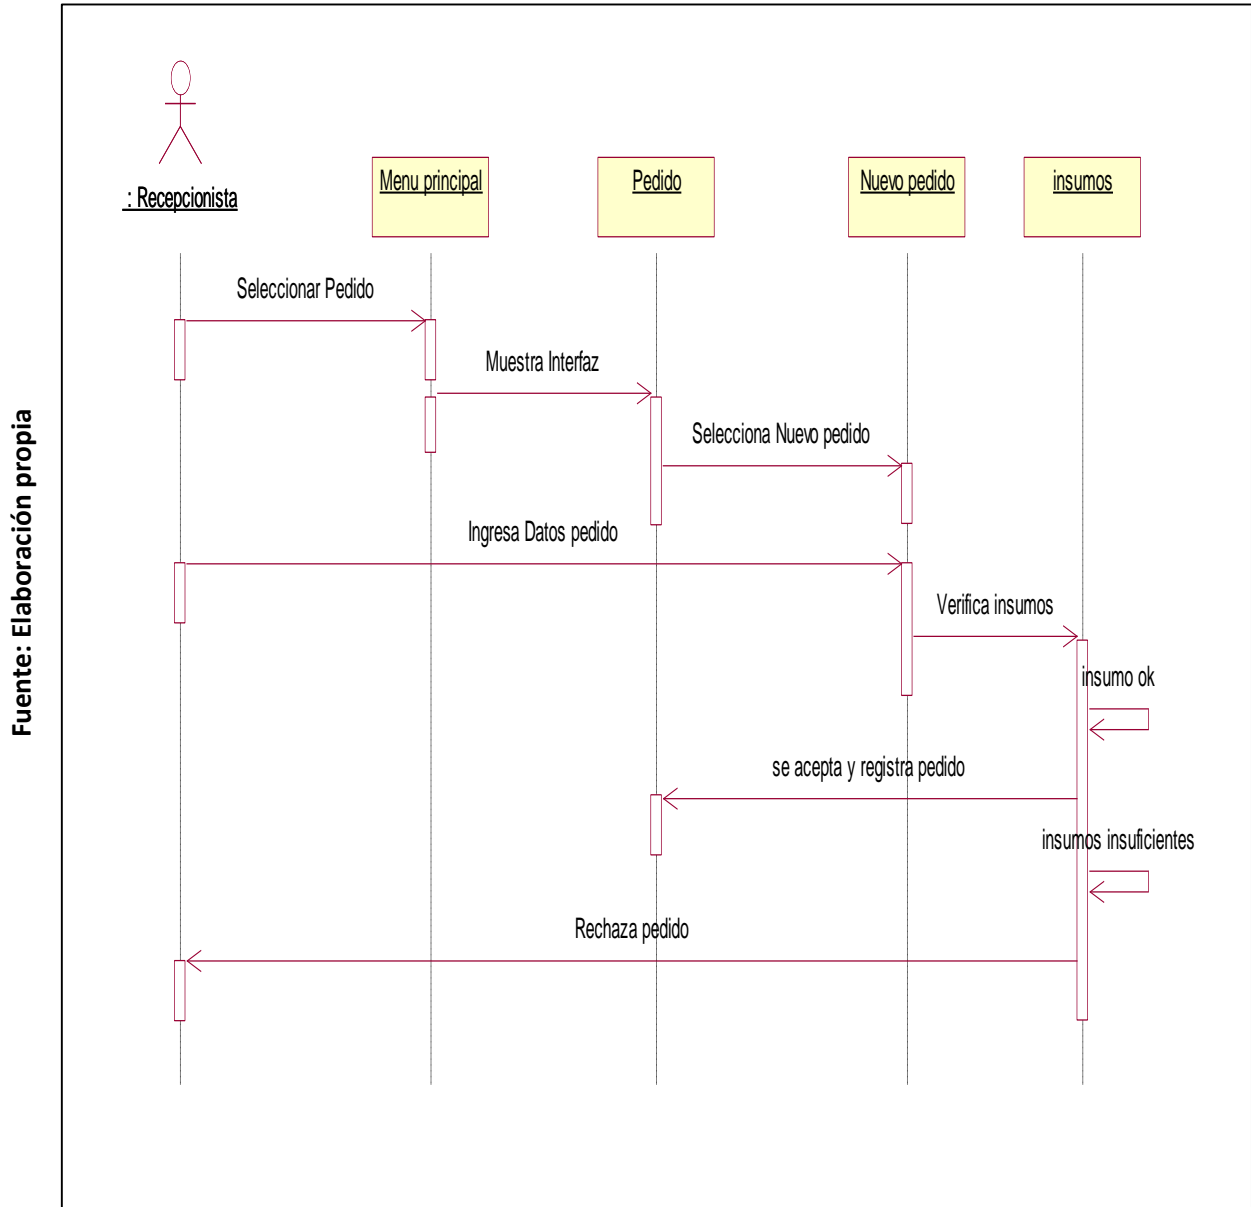 : Recepcionista
Menu principal
Pedido
Nuevo pedido
insumos
Seleccionar Pedido
Muestra Interfaz
Selecciona Nuevo pedido
Ingresa Datos pedido
Verifica insumos
insumo ok
se acepta y registra pedido
insumos insuficientes
Rechaza pedido
Fuente: Elaboración propia